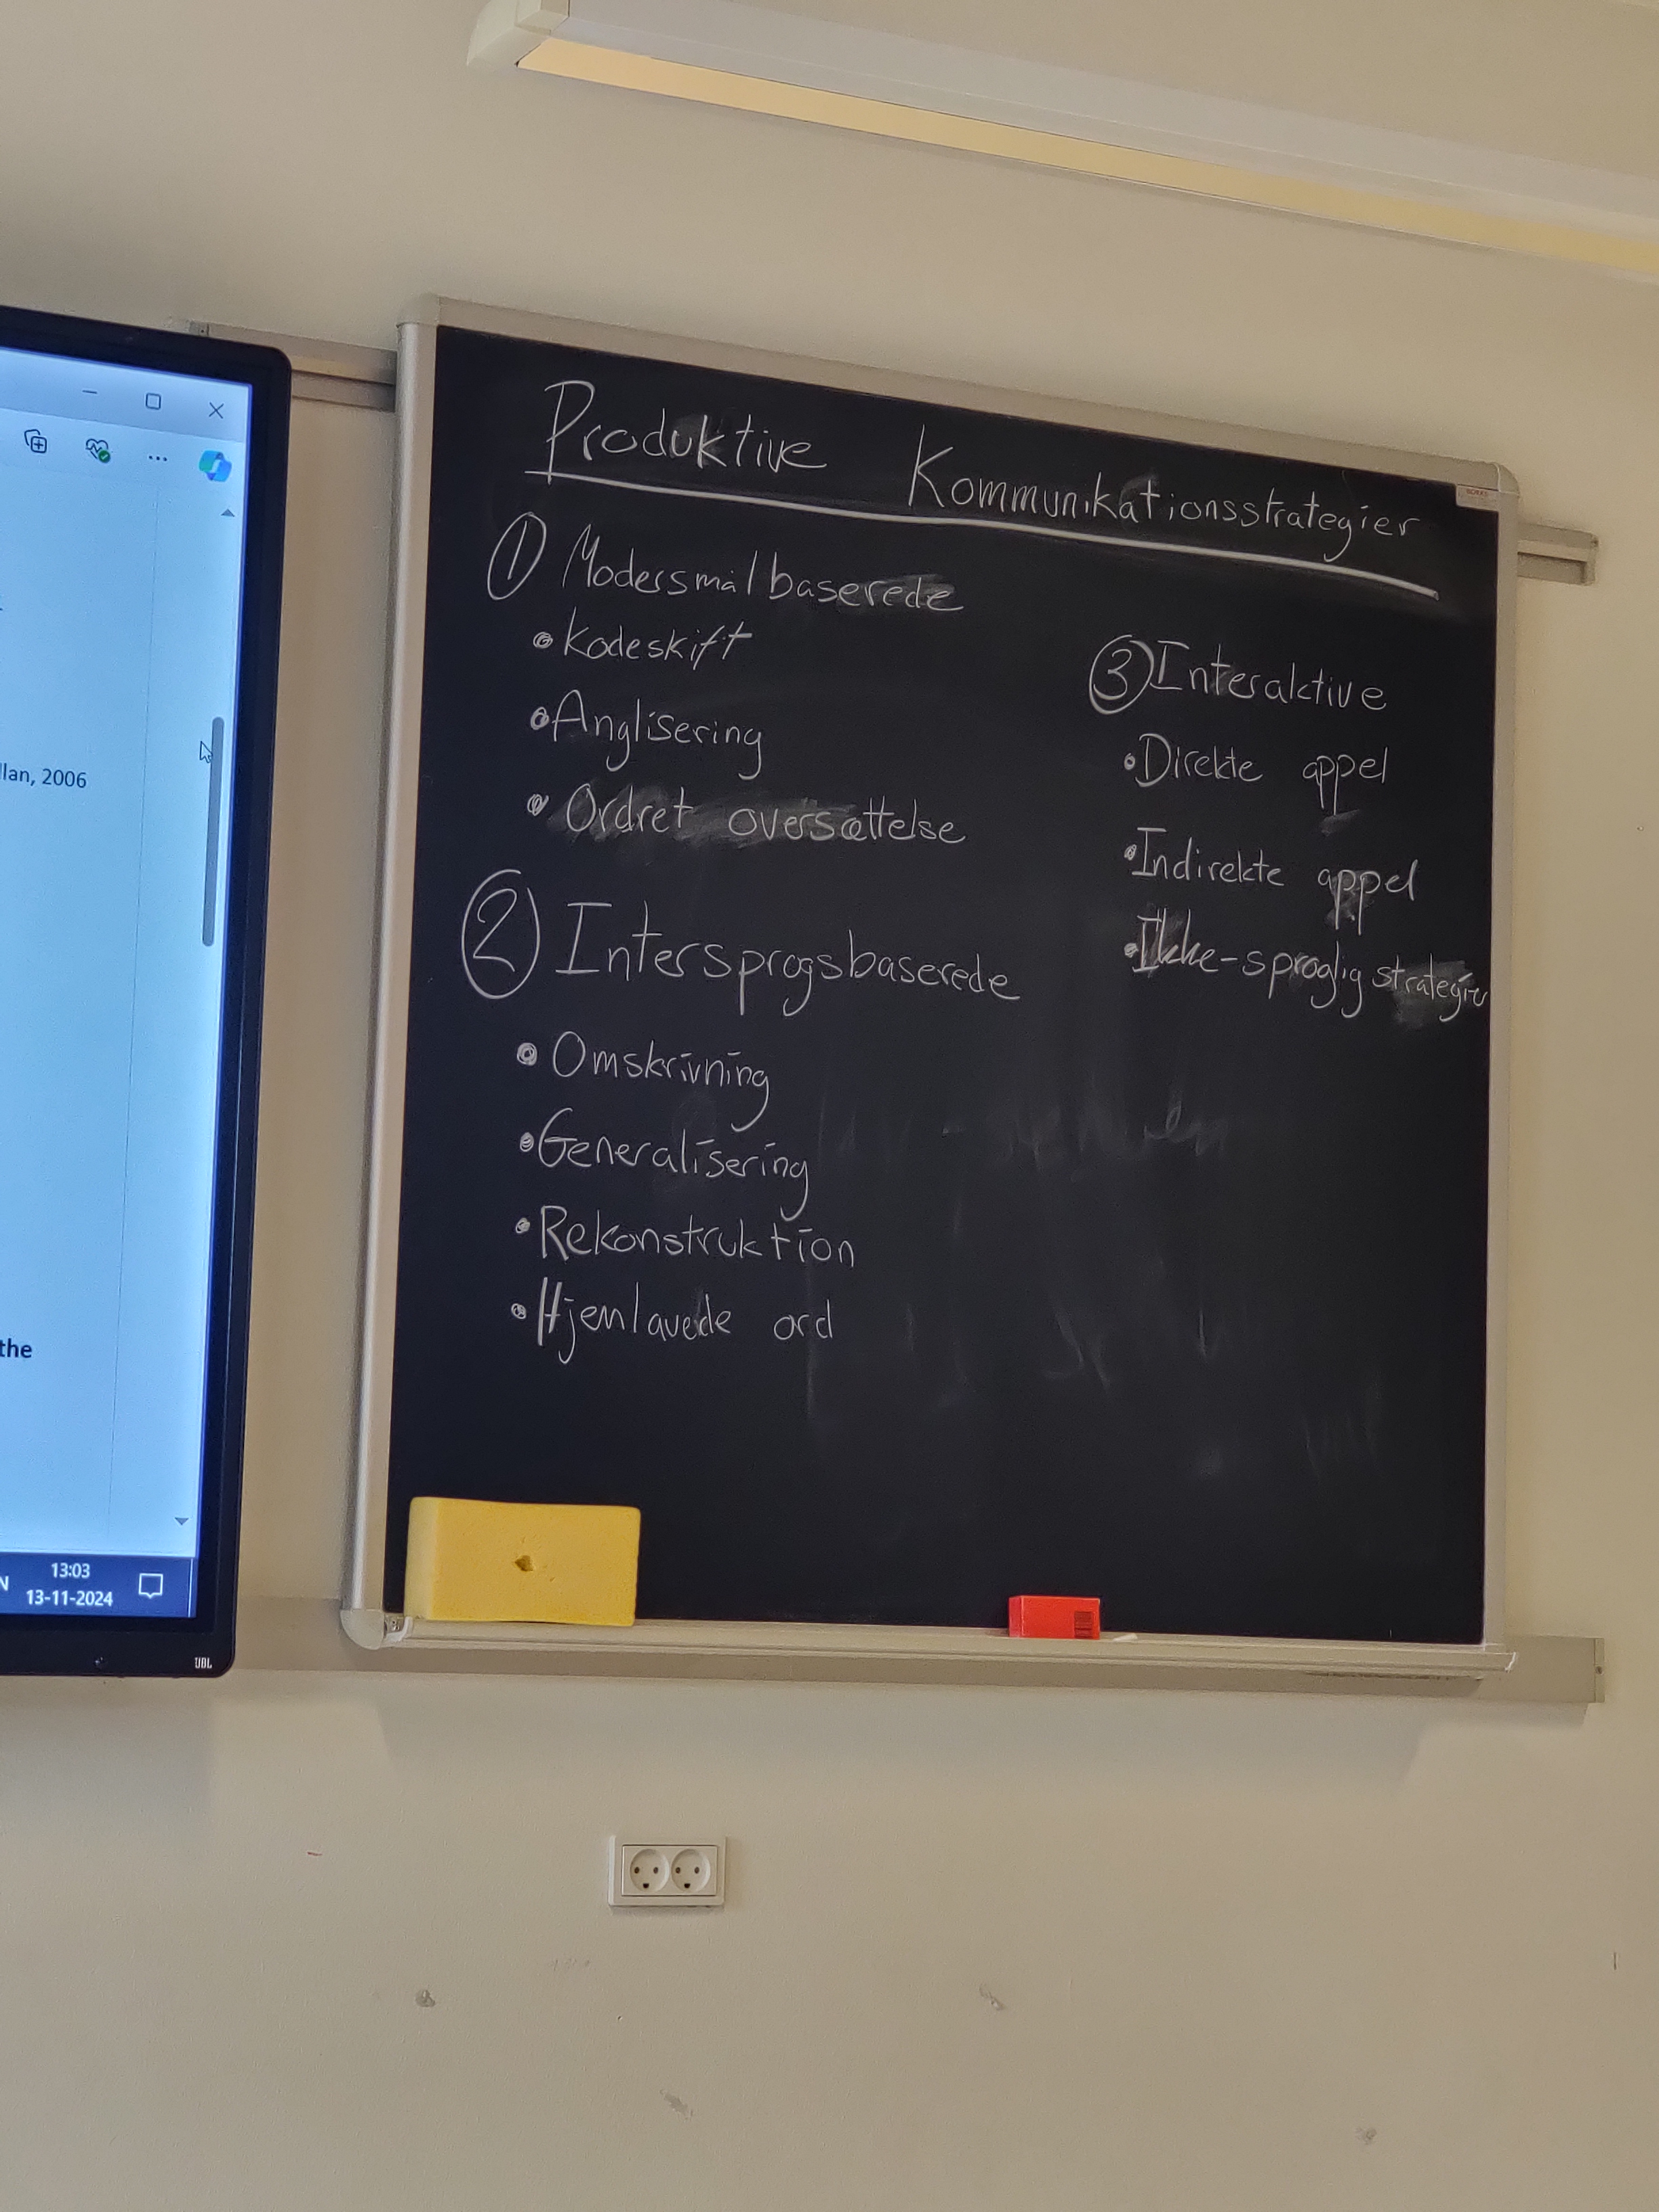 Produktive Kommunikationsstrategier
① Modersmålbaserede
• Kodeskift
• Anglisering
• Ordret oversættelse
② Intersprogsbaserede
• Omskrivning
• Generalisering
• Rekonstruktion
• Hjemlavede ord
③ Interaktive
• Direkte appel
• Indirekte appel
• Ikke-sproglig strategier
llan, 2006
the
N
13:03
13-11-2024